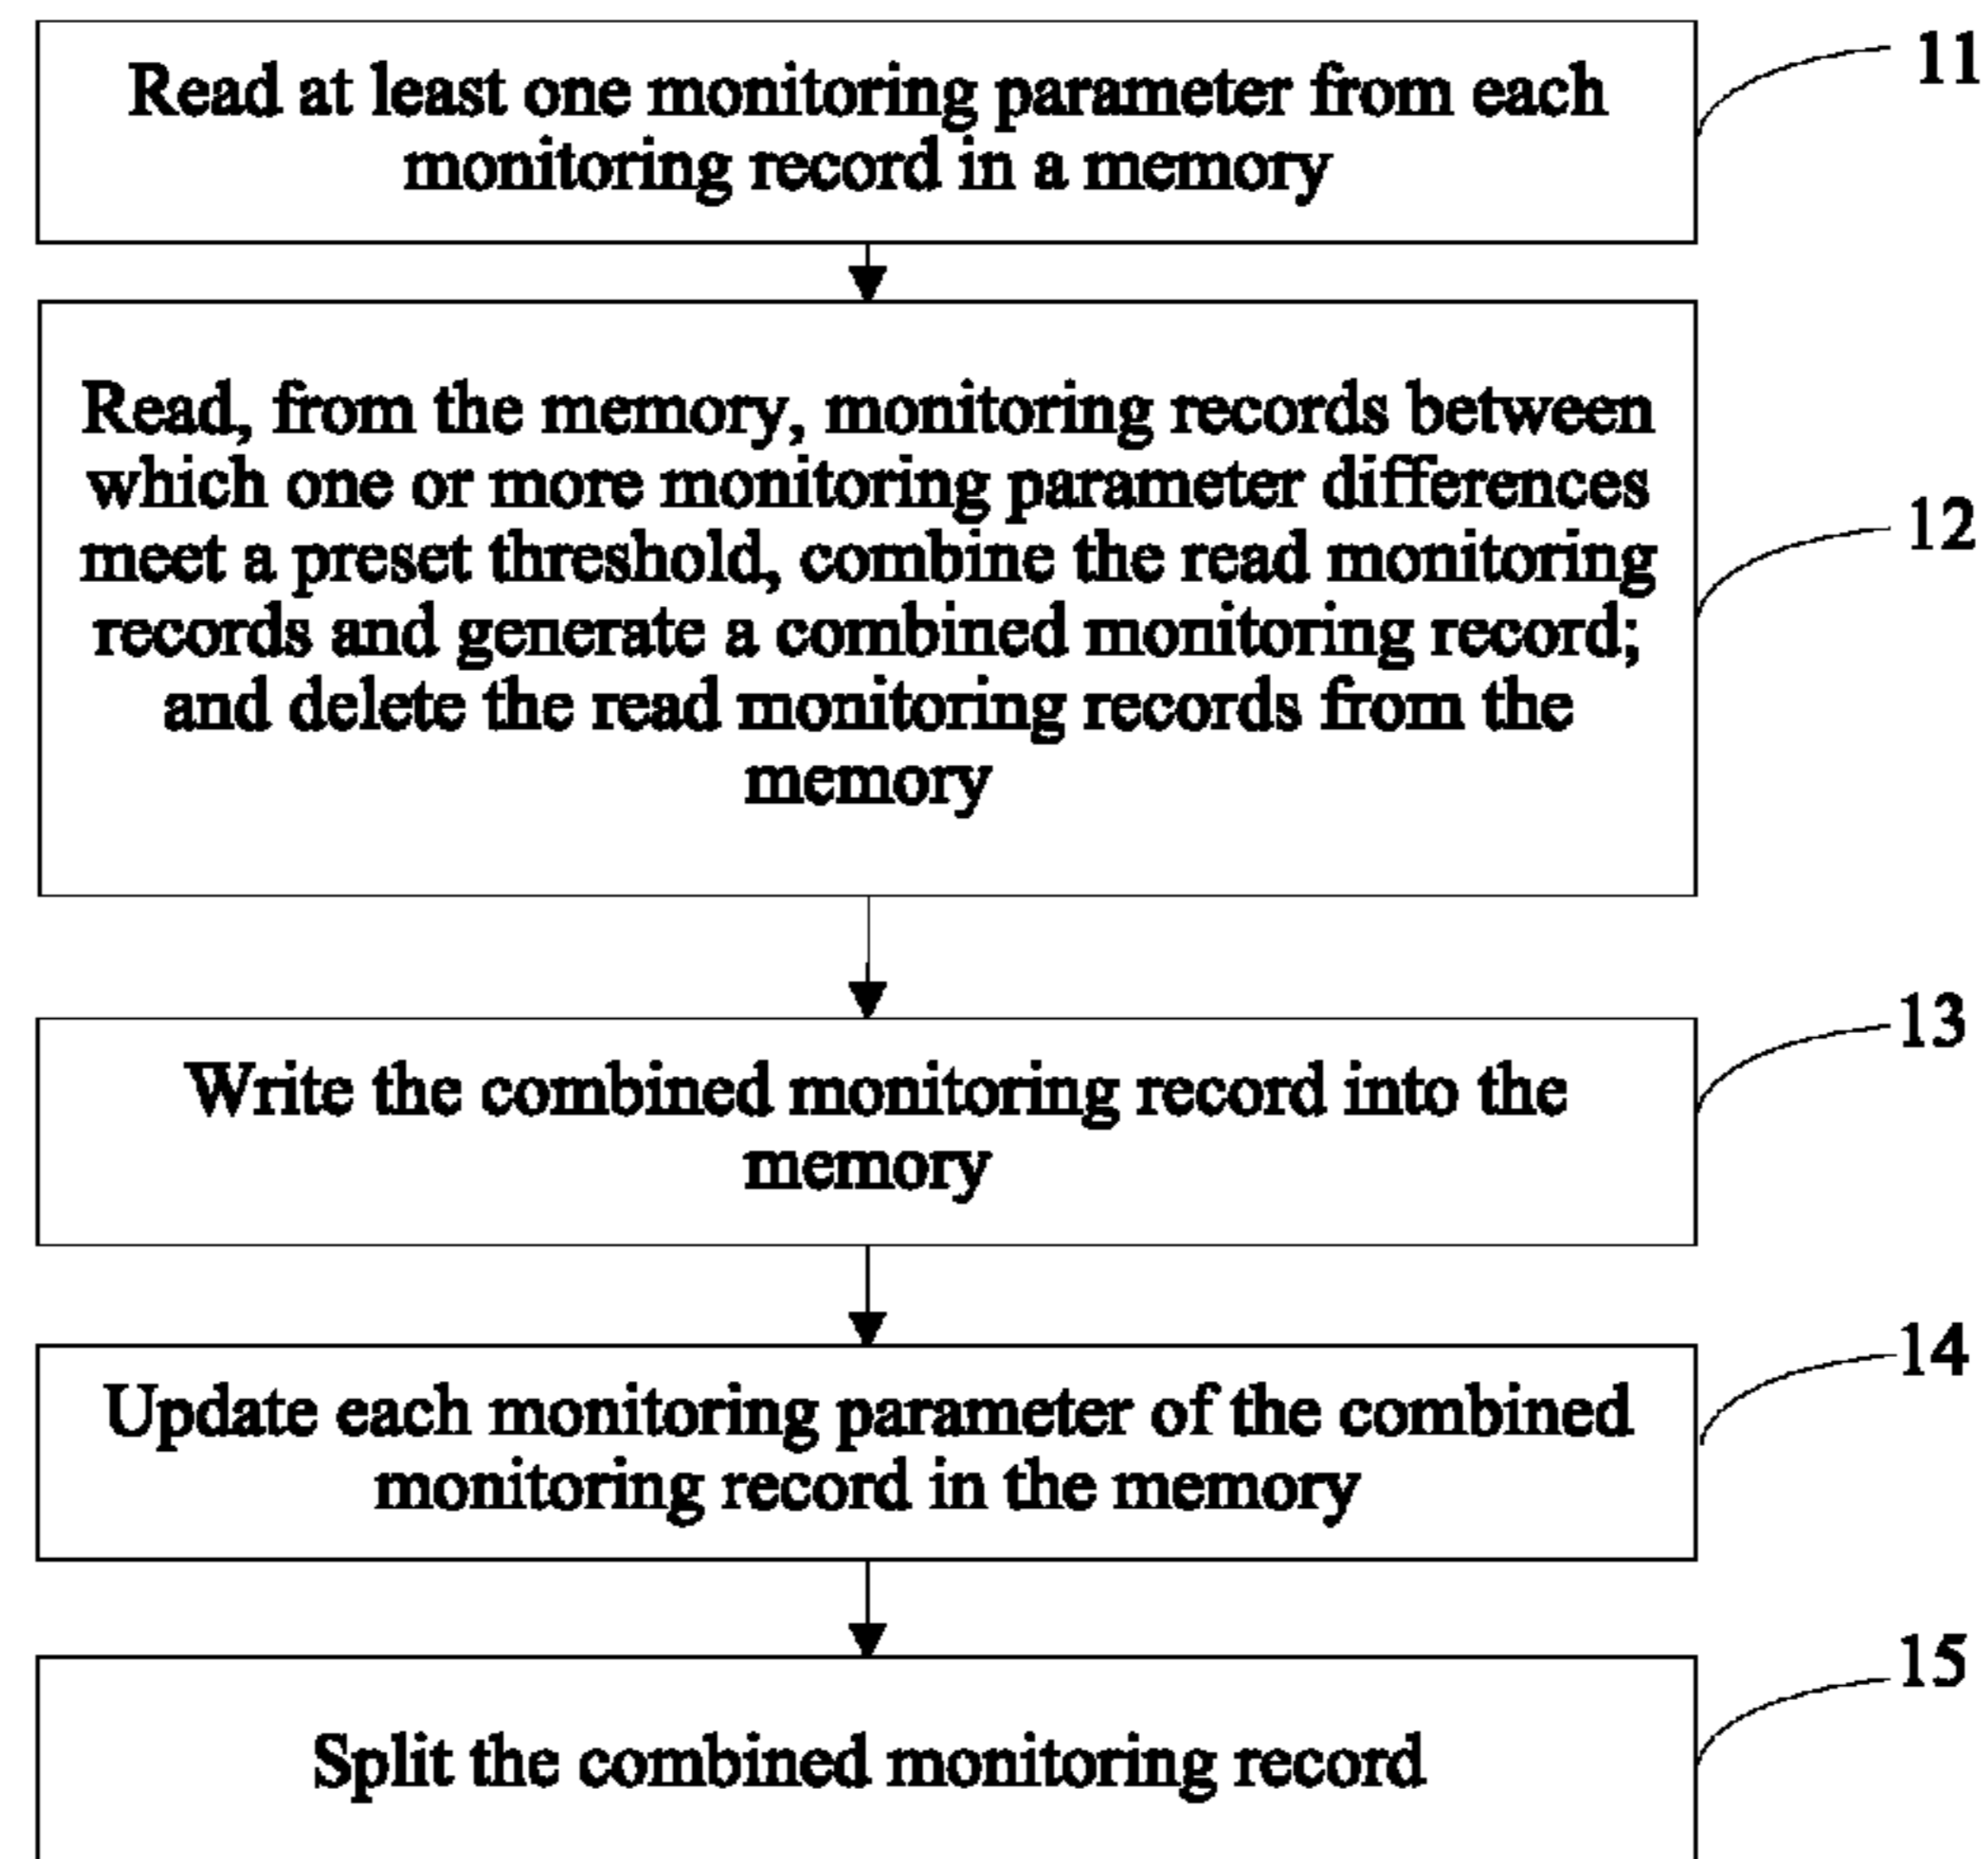 Read at least one monitoring parameter from each
monitoring record in a memory
11
Read, from the memory, monitoring records between
which one or more monitoring parameter differences
meet a preset threshold, combine the read monitoring
records and generate a combined monitoring record;
and delete the read monitoring records from the
memory
12
Write the combined monitoring record into the
memory
13
Update each monitoring parameter of the combined
monitoring record in the memory
14
Split the combined monitoring record
15